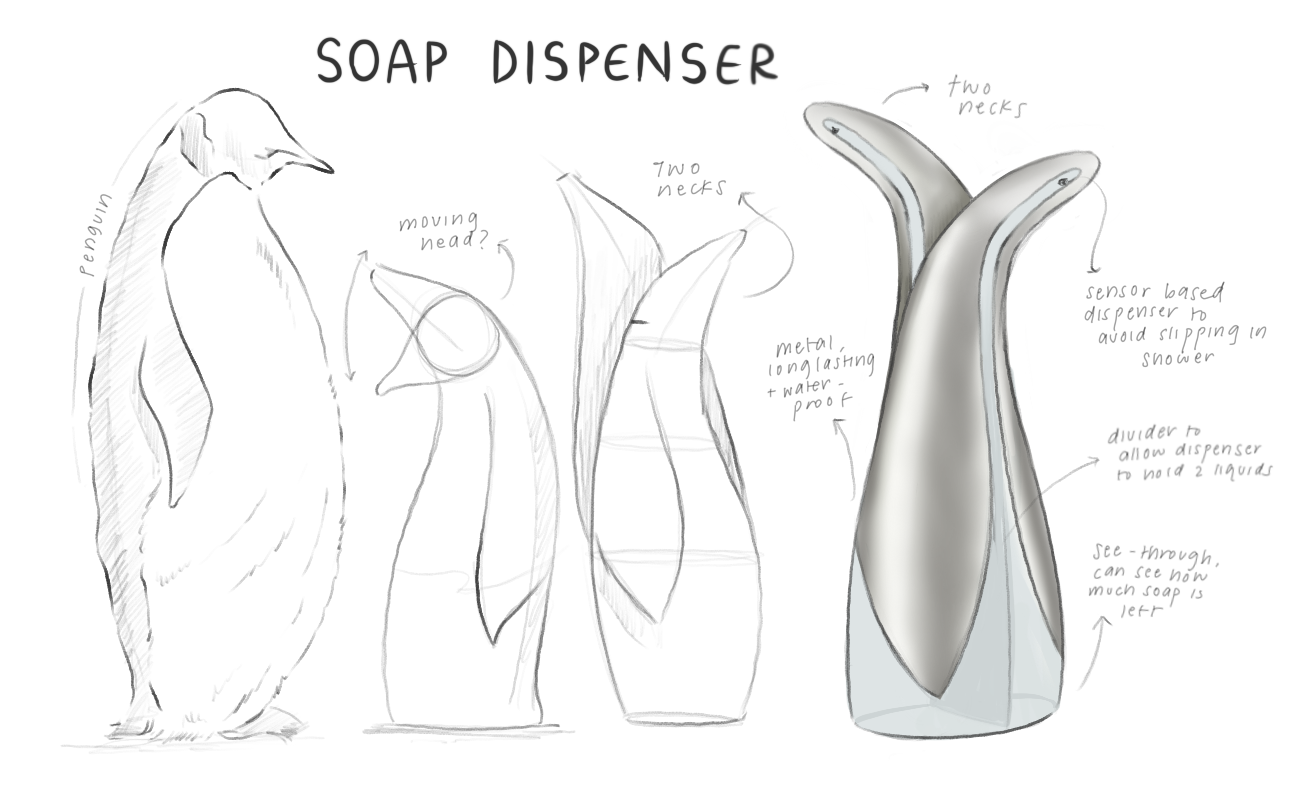 SOAP DISPENSER
Penguin
moving
head?
Two
necks
two
necks
metal,
longlasting
+ water-
proof
sensor based
dispenser to
avoid slipping in
shower
divider to
allow dispenser
to hold 2 liquids
see-through,
can see how
much soap is
left